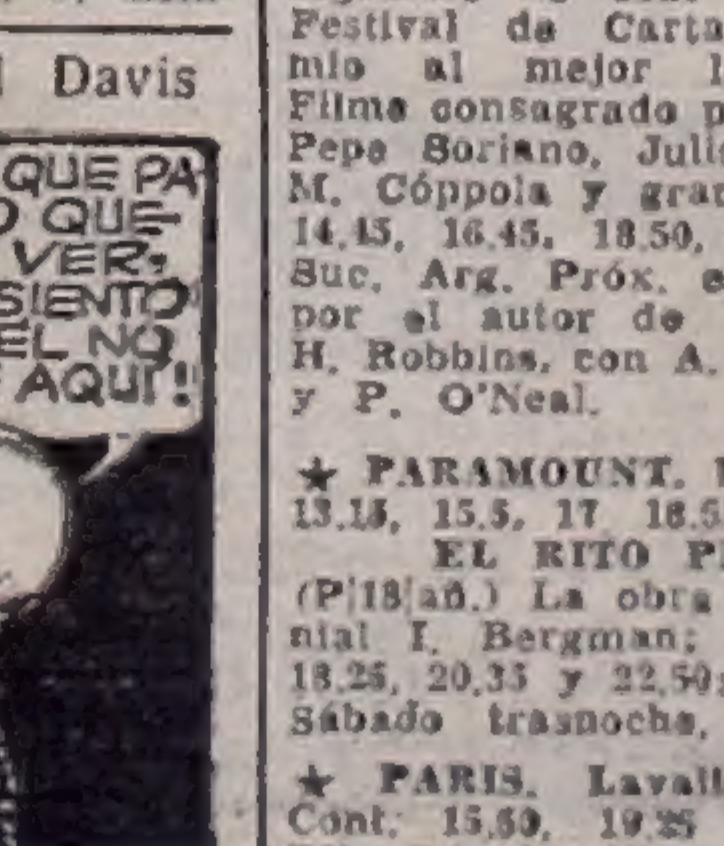 Davis
QUE PA
O QUE
VER,
SIENTO
EL NO
AQUI!
Festival de Carta
mio al mejor
Filme consagrado p
Pepe Soriano, Juli
M. Cóppola y gra
14.45, 16.45, 18.50,
Suc. Arg. Próx. e
por el autor de
H. Robbins, con A.
y P. O'Neal.
★ PARAMOUNT.
13.15, 15.5, 17 18.5
EL RITO P
(P|18|añ.) La obra
nial I. Bergman;
18.25, 20.35 y 22.50:
Sábado trasnoche,
★ PARIS. Lavall
Cont: 15.50, 19.25